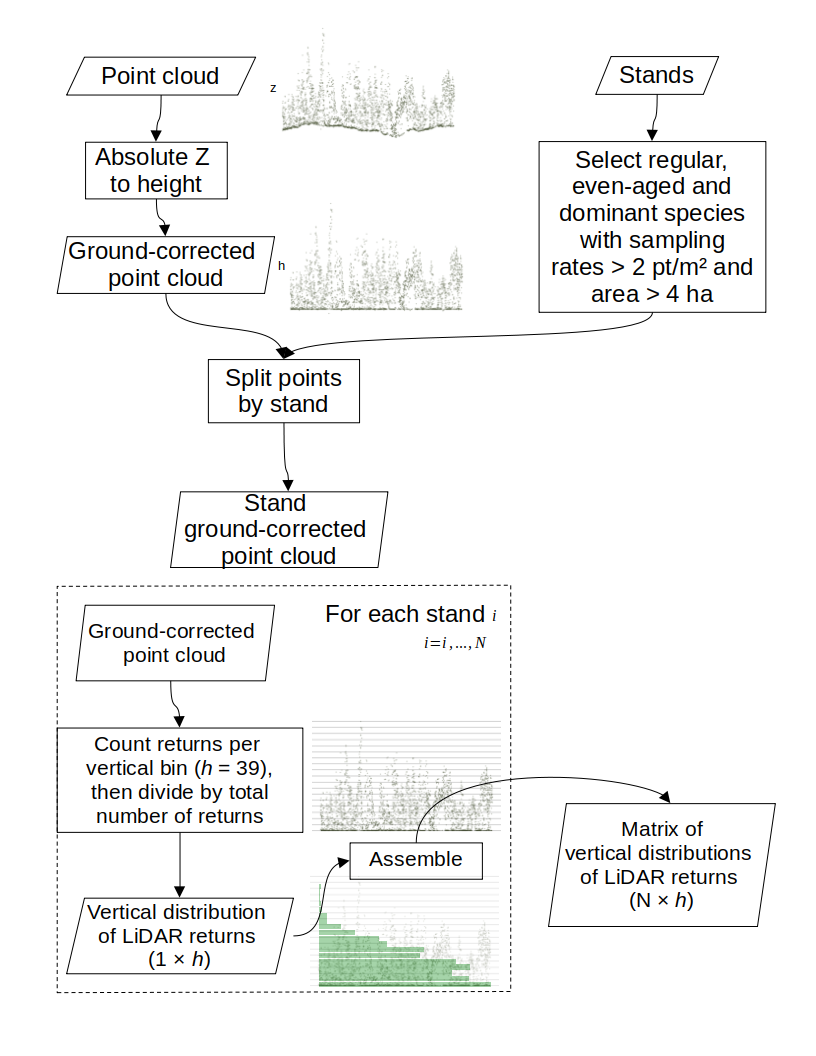 Point cloud
z
Stands
Absolute Z
to height
Select regular,
even-aged and
dominant species
with sampling
rates > 2 pt/m² and
area > 4 ha
Ground-corrected
point cloud
h
Split points
by stand
Stand
ground-corrected
point cloud
For each stand i
i=i,...,N
Ground-corrected
point cloud
Count returns per
vertical bin (h = 39),
then divide by total
number of returns
Assemble
Matrix of
vertical distributions
of LiDAR returns
(N × h)
Vertical distribution
of LiDAR returns
(1 × h)